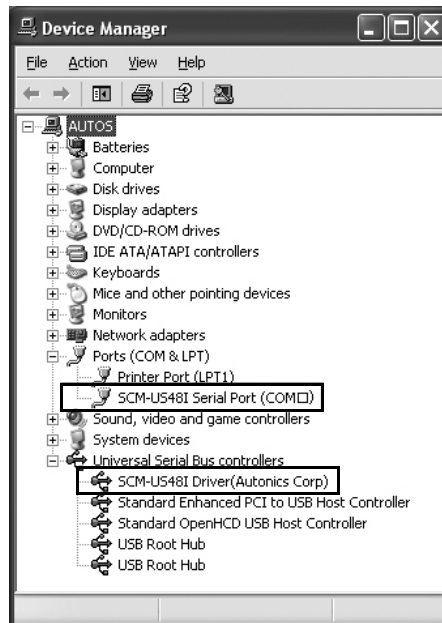 Device Manager
File Action View Help
AUTOS
Batteries
Computer
Disk drives
Display adapters
DVD/CD-ROM drives
IDE ATA/ATAPI controllers
Keyboards
Mice and other pointing devices
Monitors
Network adapters
Ports (COM & LPT)
Printer Port (LPT1)
SCM-US48I Serial Port (COM□)
Sound, video and game controllers
System devices
Universal Serial Bus controllers
SCM-US48I Driver(Autonics Corp)
Standard Enhanced PCI to USB Host Controller
Standard OpenHCD USB Host Controller
USB Root Hub
USB Root Hub